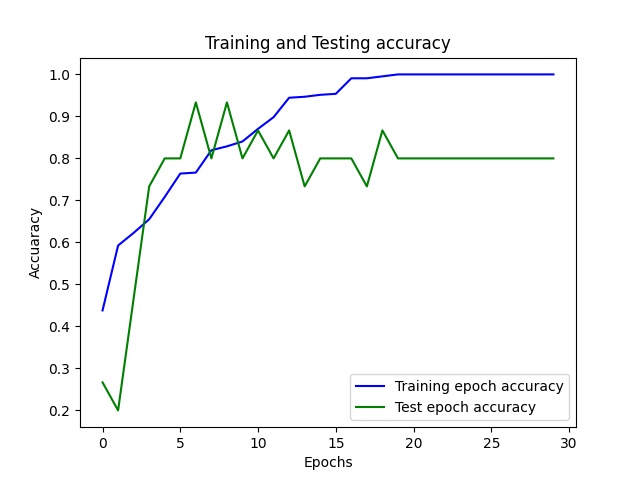 Training and Testing accuracy
1.0
0.9
0.8
0.7
0.6
0.5
0.4
0.3
0.2
Accuaracy
Training epoch accuracy
Test epoch accuracy
0 5 10 15 20 25 30
Epochs